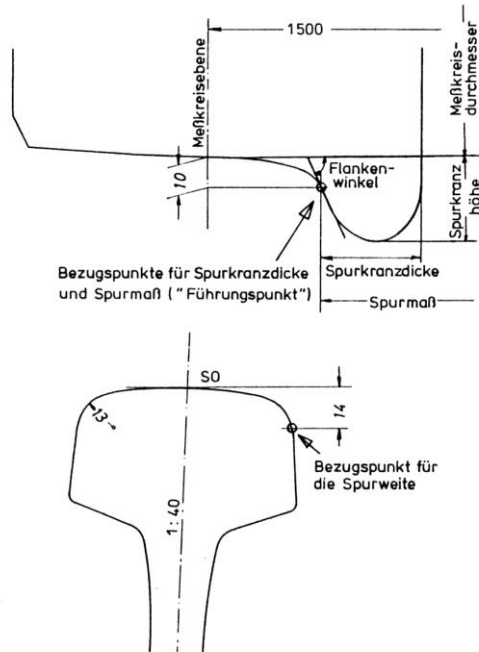 1500
Meßkreisebene
Meßkreis-
durchmesser
10
Flanken-
winkel
Spurkranz
höhe
Bezugspunkte für Spurkranzdicke
und Spurmaß ("Führungspunkt")
Spurkranzdicke
Spurmaß
SO
13
14
Bezugspunkt für
die Spurweite
1:40